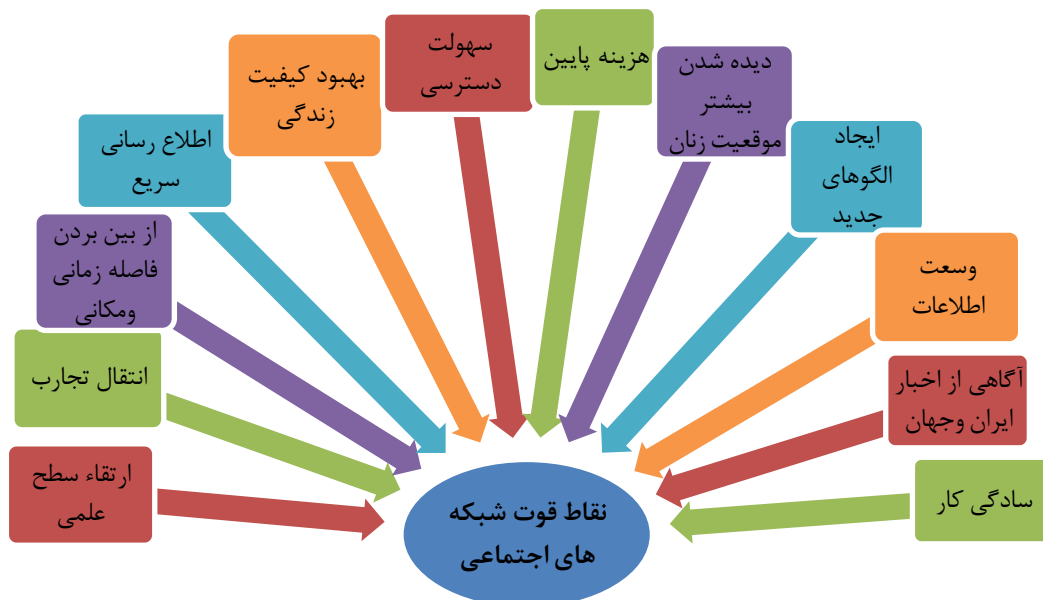 سهولت
دسترسی
هزینه پایین
دیده شدن
بیشتر
موقعیت زنان
بهبود کیفیت
زندگی
اطلاع رسانی
سریع
ایجاد
الگوهای
جدید
از بین بردن
فاصله زمانی
ومکانی
وسعت
اطلاعات
انتقال تجارب
آگاهی از اخبار
ایران وجهان
ارتقاء سطح
علمی
سادگی کار
نقاط قوت شبکه
های اجتماعی